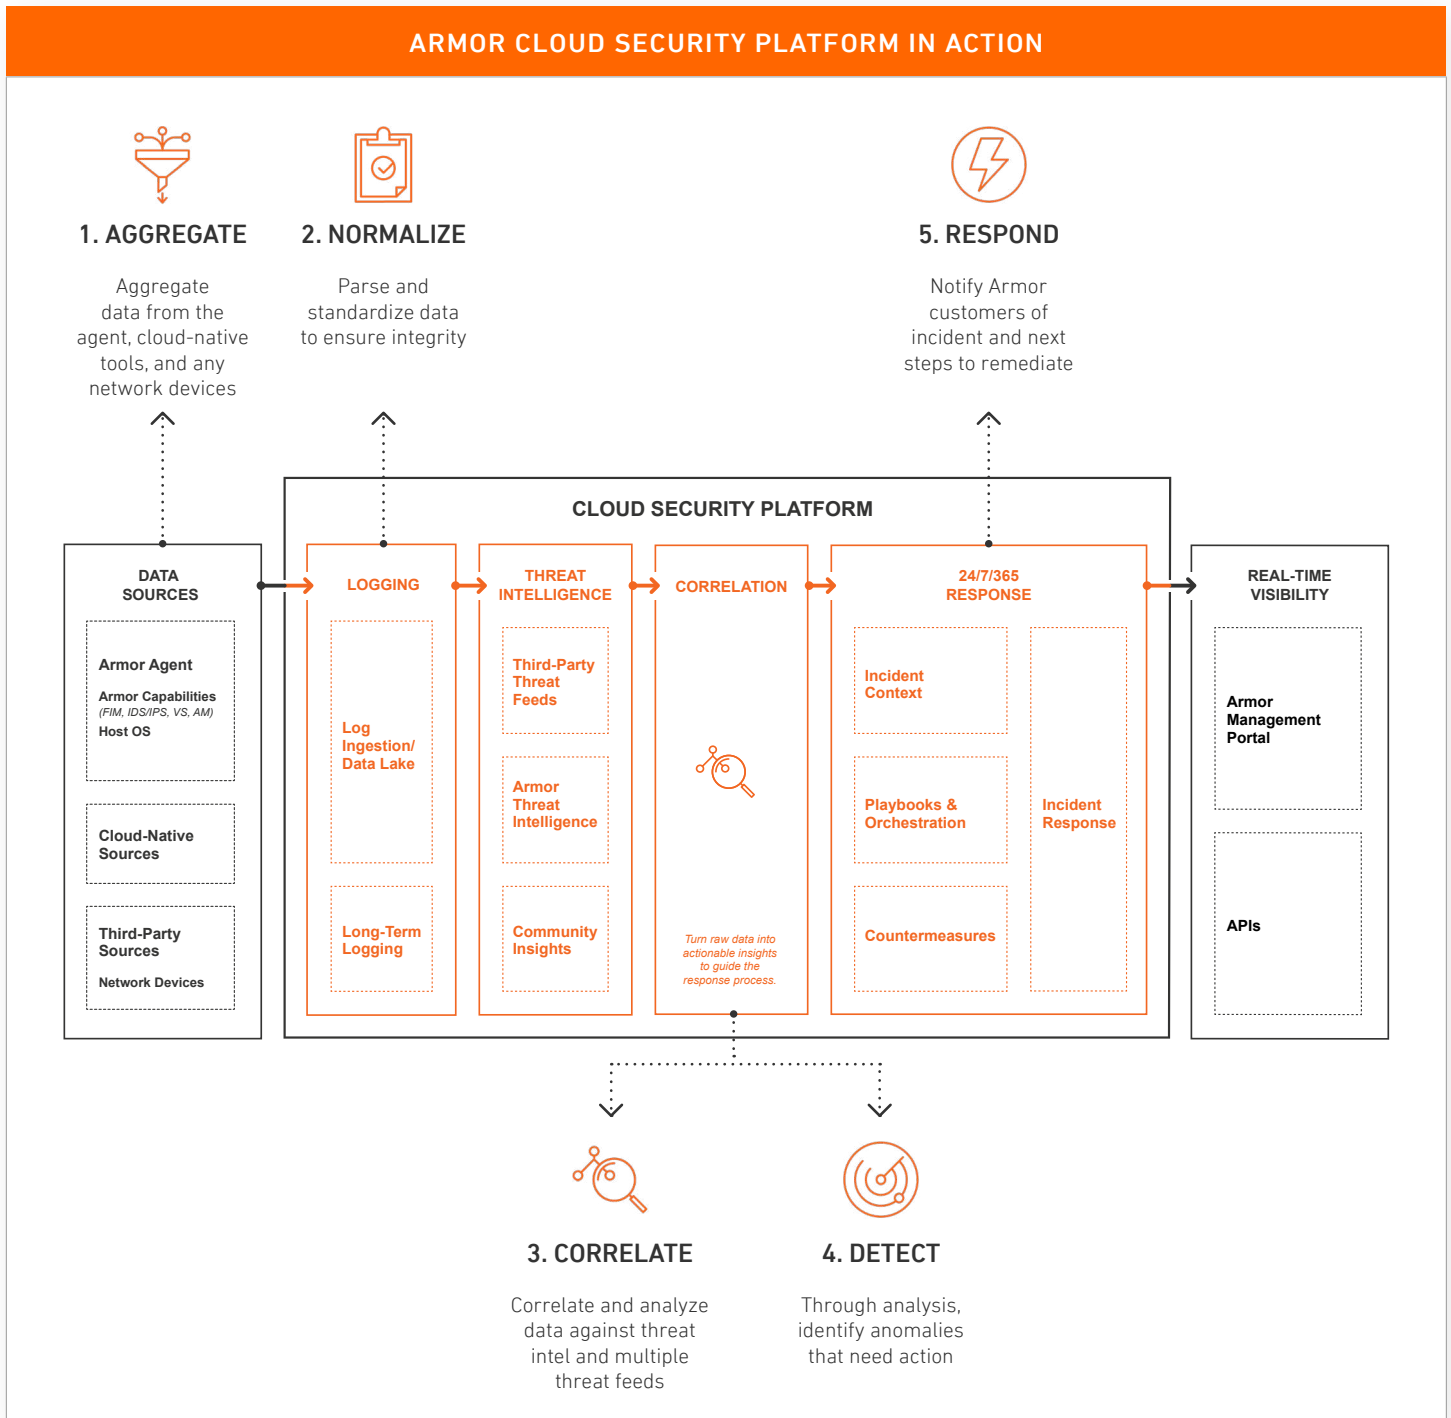 ARMOR CLOUD SECURITY PLATFORM IN ACTION
1. AGGREGATE
Aggregate
data from the
agent, cloud-native
tools, and any
network devices
2. NORMALIZE
Parse and
standardize data
to ensure integrity
5. RESPOND
Notify Armor
customers of
incident and next
steps to remediate
CLOUD SECURITY PLATFORM
DATA
SOURCES
Armor Agent
Armor Capabilities
(FIM, IDS/IPS, VS, AM)
Host OS
Cloud-Native
Sources
Third-Party
Sources
Network Devices
LOGGING
Log
Ingestion/
Data Lake
Long-Term
Logging
THREAT
INTELLIGENCE
Third-Party
Threat
Feeds
Armor
Threat
Intelligence
Community
Insights
CORRELATION
Turn raw data into
actionable insights
to guide the
response process.
24/7/365
RESPONSE
Incident
Context
Playbooks &
Orchestration
Countermeasures
Incident
Response
REAL-TIME
VISIBILITY
Armor
Management
Portal
APIs
3. CORRELATE
Correlate and analyze
data against threat
intel and multiple
threat feeds
4. DETECT
Through analysis,
identify anomalies
that need action